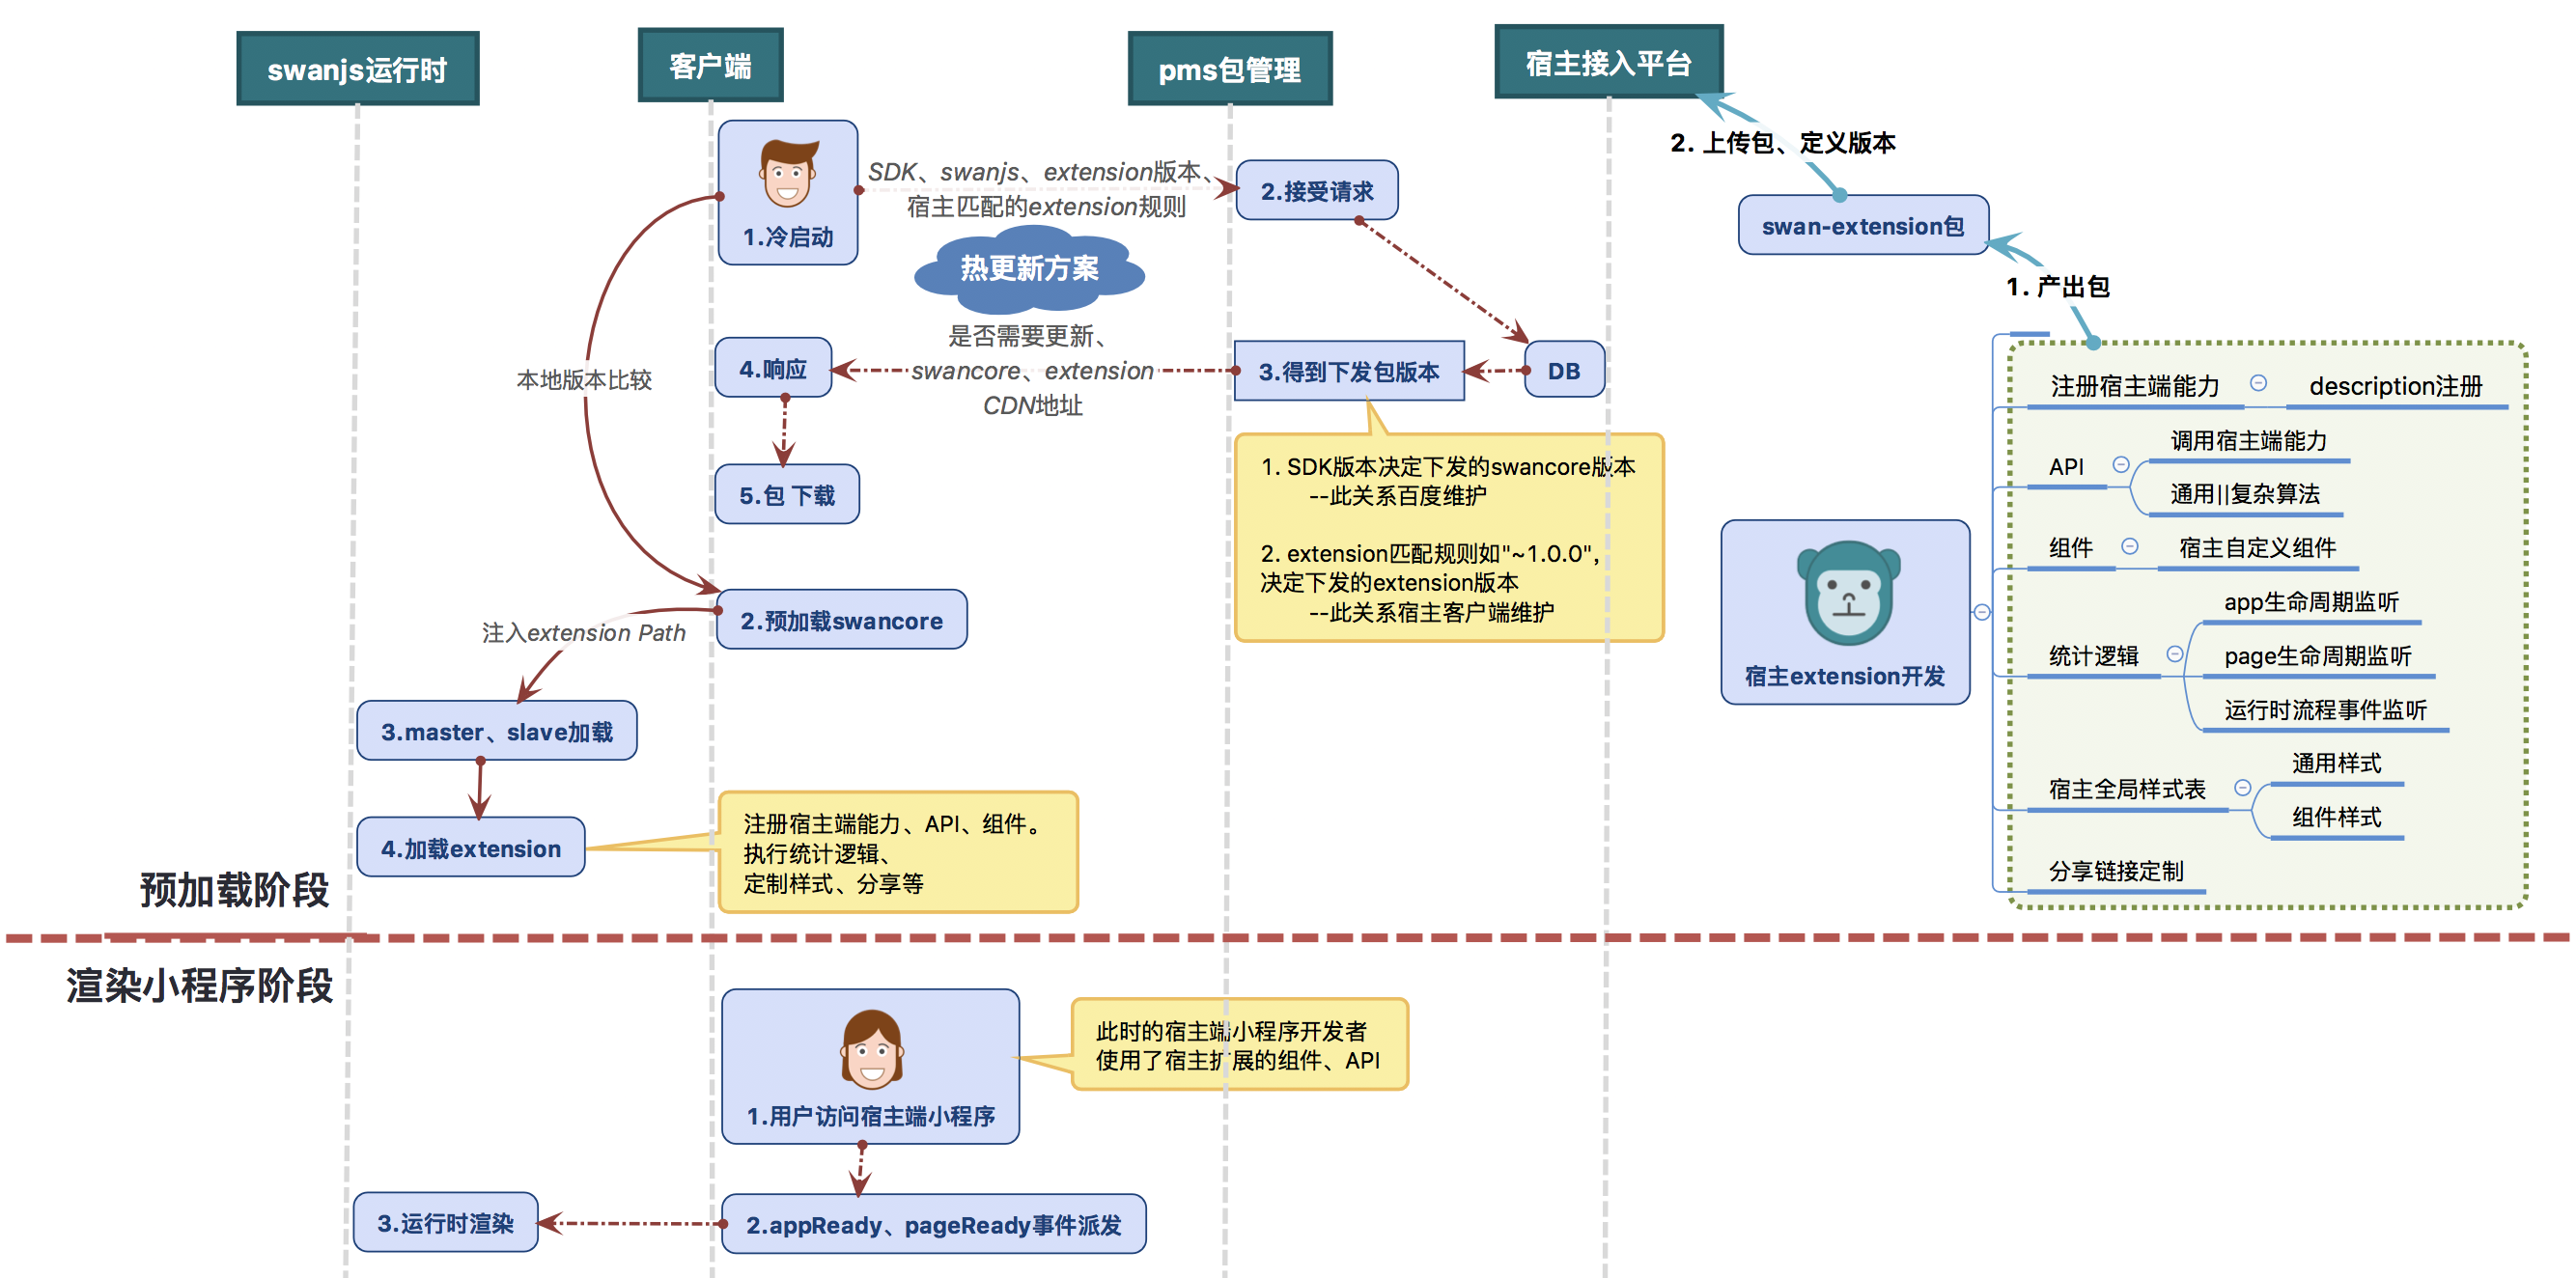 swanjs运行时
客户端
pms包管理
宿主接入平台
1.冷启动
SDK、swanjs、extension版本、
宿主匹配的extension规则
2.接受请求
2. 上传包、定义版本
swan-extension包
1. 产出包
热更新方案
是否需要更新、
swancore、extension
CDN地址
4.响应
3.得到下发包版本
DB
本地版本比较
5.包 下载
1. SDK版本决定下发的swancore版本
--此关系百度维护
2. extension匹配规则如"~1.0.0",
决定下发的extension版本
--此关系宿主客户端维护
2.预加载swancore
注入extension Path
3.master、slave加载
4.加载extension
注册宿主端能力、API、组件。
执行统计逻辑、
定制样式、分享等
宿主extension开发
注册宿主端能力
description注册
API
调用宿主端能力
通用||复杂算法
组件
宿主自定义组件
统计逻辑
app生命周期监听
page生命周期监听
运行时流程事件监听
宿主全局样式表
通用样式
组件样式
分享链接定制
预加载阶段
渲染小程序阶段
1.用户访问宿主端小程序
此时的宿主端小程序开发者
使用了宿主扩展的组件、API
2.appReady、pageReady事件派发
3.运行时渲染